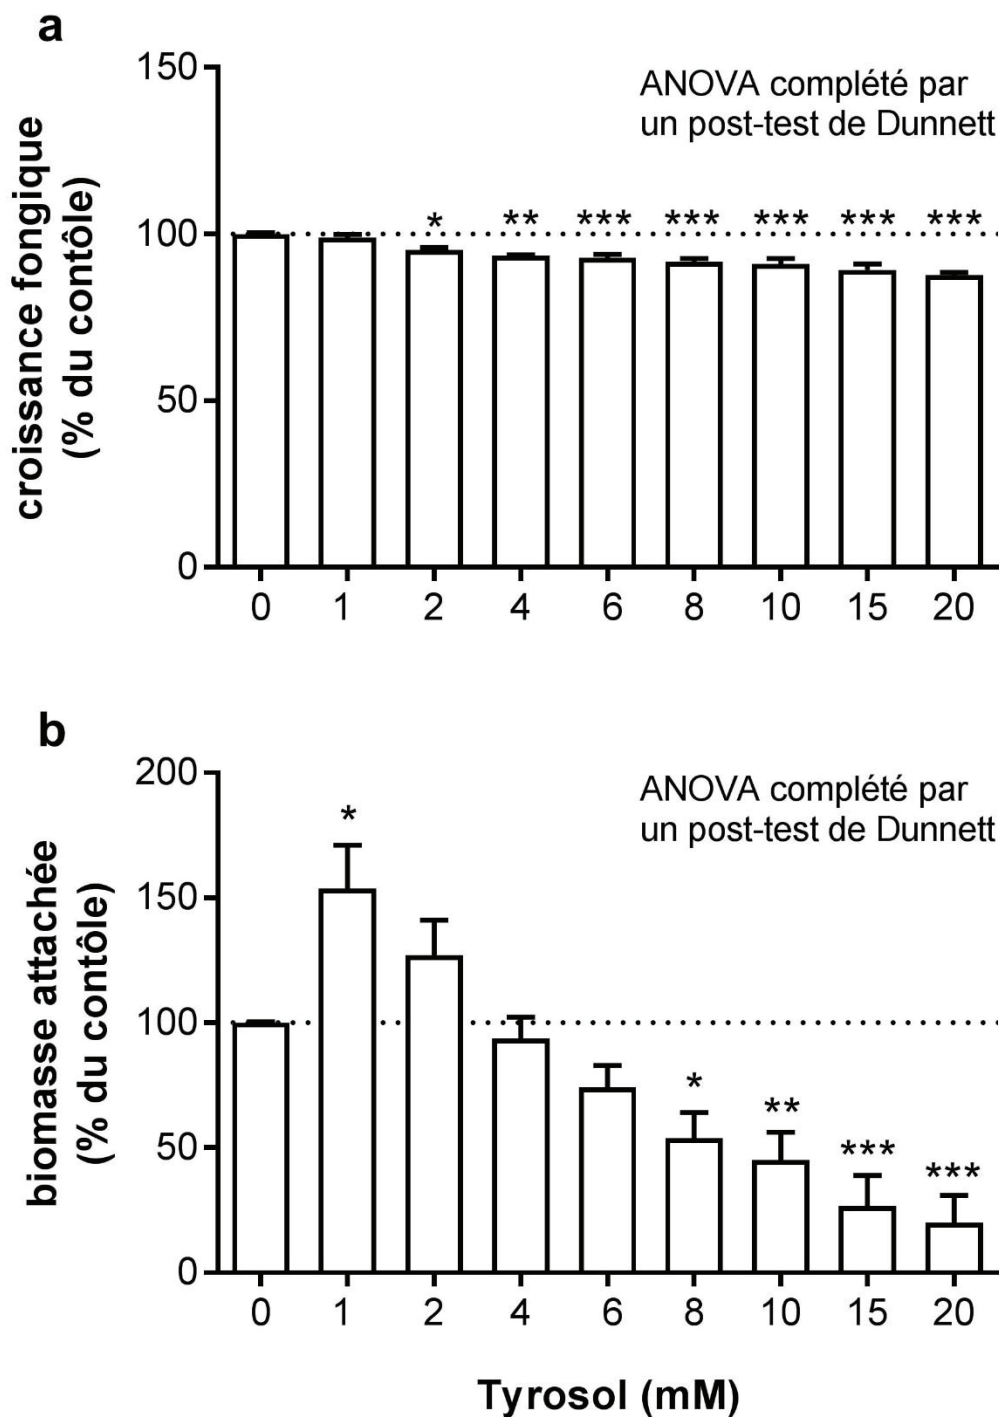 a
croissance fongique
(% du contôle)
150
100
50
0
ANOVA complété par
un post-test de Dunnett
* ** *** *** *** *** ***
0 1 2 4 6 8 10 15 20
b
biomasse attachée
(% du contôle)
200
150
100
50
0
ANOVA complété par
un post-test de Dunnett
* * ** *** ***
0 1 2 4 6 8 10 15 20
Tyrosol (mM)